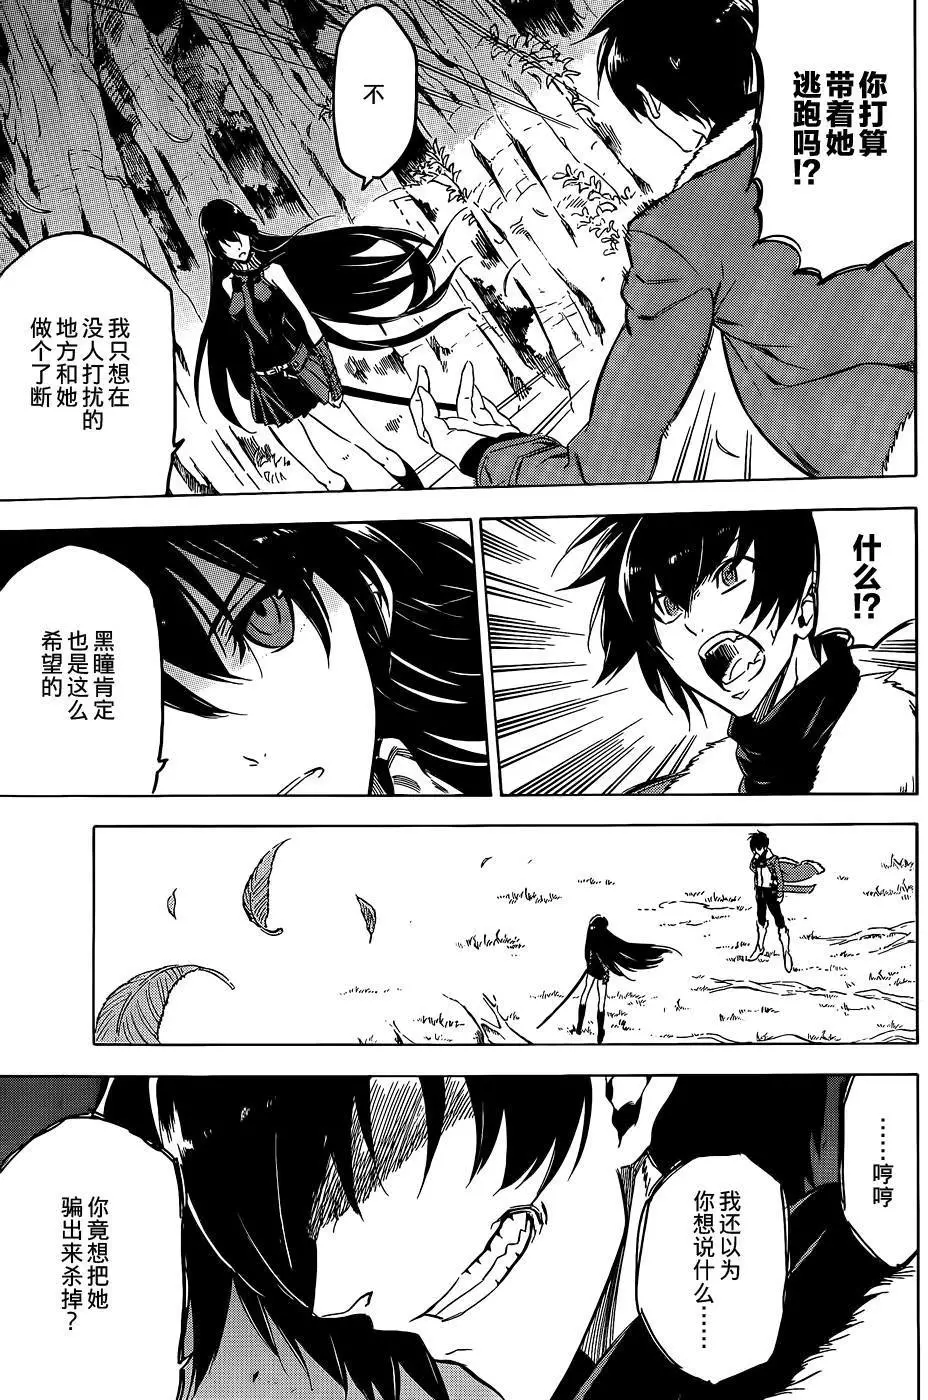 你打算
带着她
逃跑吗!?
不
我只想在
没人打扰的
地方和她
做个了断
什么!?
黑瞳肯定
也是这么
希望的
……哼哼
我还以为
你想说什么……
你竟想把她
骗出来杀掉？